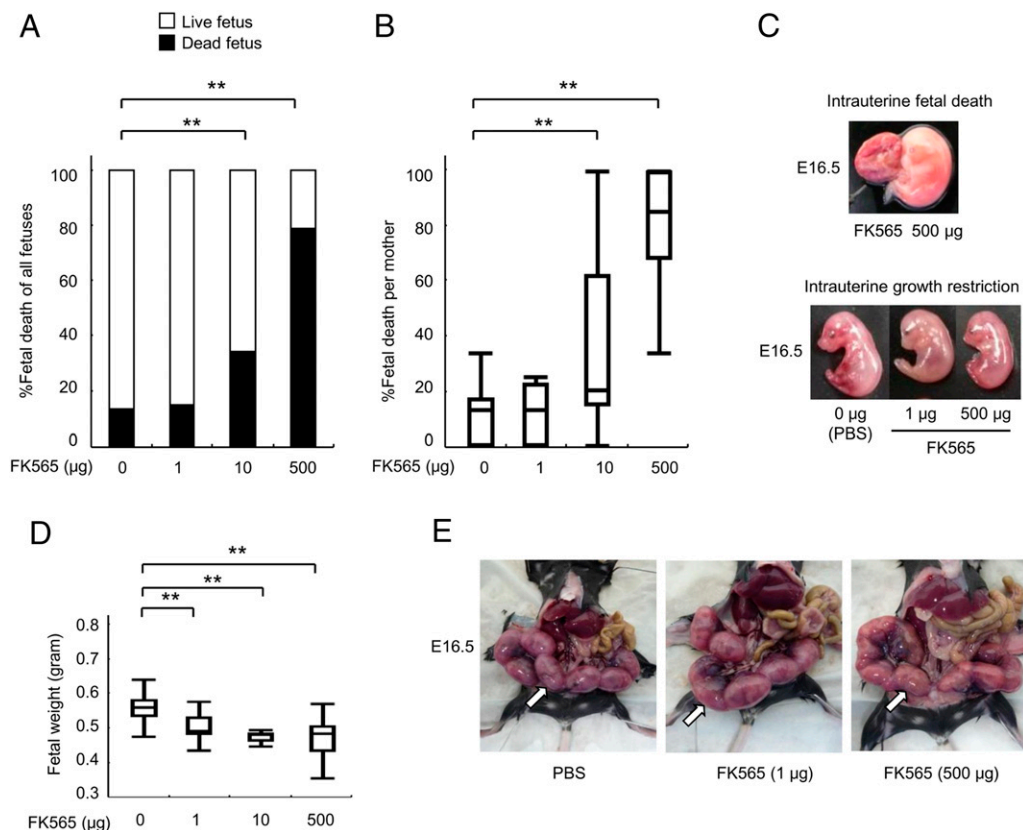 A
Live fetus
Dead fetus
**
**
%Fetal death of all fetuses
100
80
60
40
20
0
FK565 (µg)
0 1 10 500
B
**
**
%Fetal death per mother
100
80
60
40
20
0
FK565 (µg)
0 1 10 500
C
Intrauterine fetal death
E16.5
FK565 500 µg
Intrauterine growth restriction
E16.5
0 µg 1 µg 500 µg
(PBS)
FK565
D
**
**
**
Fetal weight (gram)
0.8
0.7
0.6
0.5
0.4
0.3
FK565 (µg)
0 1 10 500
E
E16.5
PBS FK565 (1 µg) FK565 (500 µg)